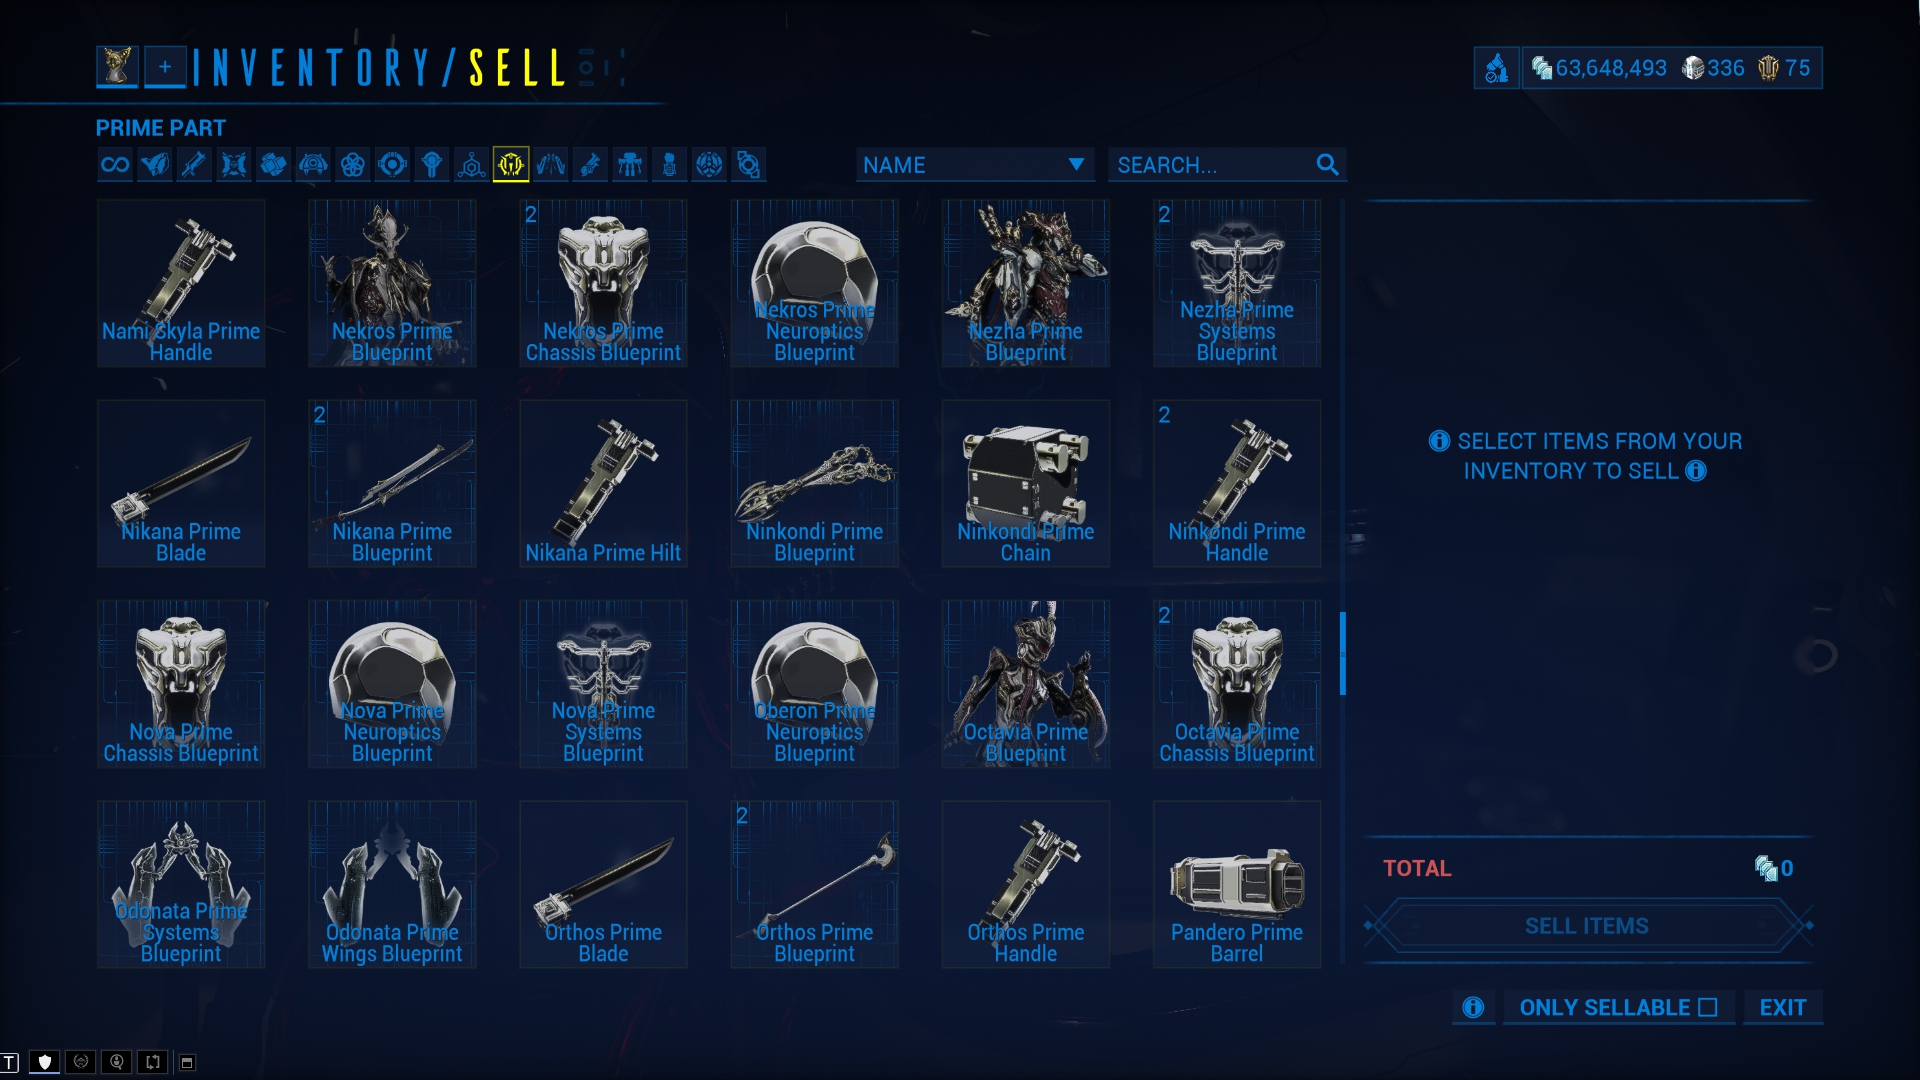 + INVENTORY/SELL
63,648,493 336 75
PRIME PART
NAME
SEARCH...
Nami Skyla Prime
Handle
Nekros Prime
Blueprint
2
Nekros Prime
Chassis Blueprint
Nekros Prime
Neuroptics
Blueprint
Nezha Prime
Blueprint
2
Nezha Prime
Systems
Blueprint
Nikana Prime
Blade
2
Nikana Prime
Blueprint
Nikana Prime Hilt
Ninkondi Prime
Blueprint
Ninkondi Prime
Chain
2
Ninkondi Prime
Handle
Nova Prime
Chassis Blueprint
Nova Prime
Neuroptics
Blueprint
Nova Prime
Systems
Blueprint
Oberon Prime
Neuroptics
Blueprint
Octavia Prime
Blueprint
2
Octavia Prime
Chassis Blueprint
Odonata Prime
Systems
Blueprint
Odonata Prime
Wings Blueprint
Orthos Prime
Blade
2
Orthos Prime
Blueprint
Orthos Prime
Handle
Pandero Prime
Barrel
SELECT ITEMS FROM YOUR
INVENTORY TO SELL
TOTAL
0
SELL ITEMS
ONLY SELLABLE
EXIT
T